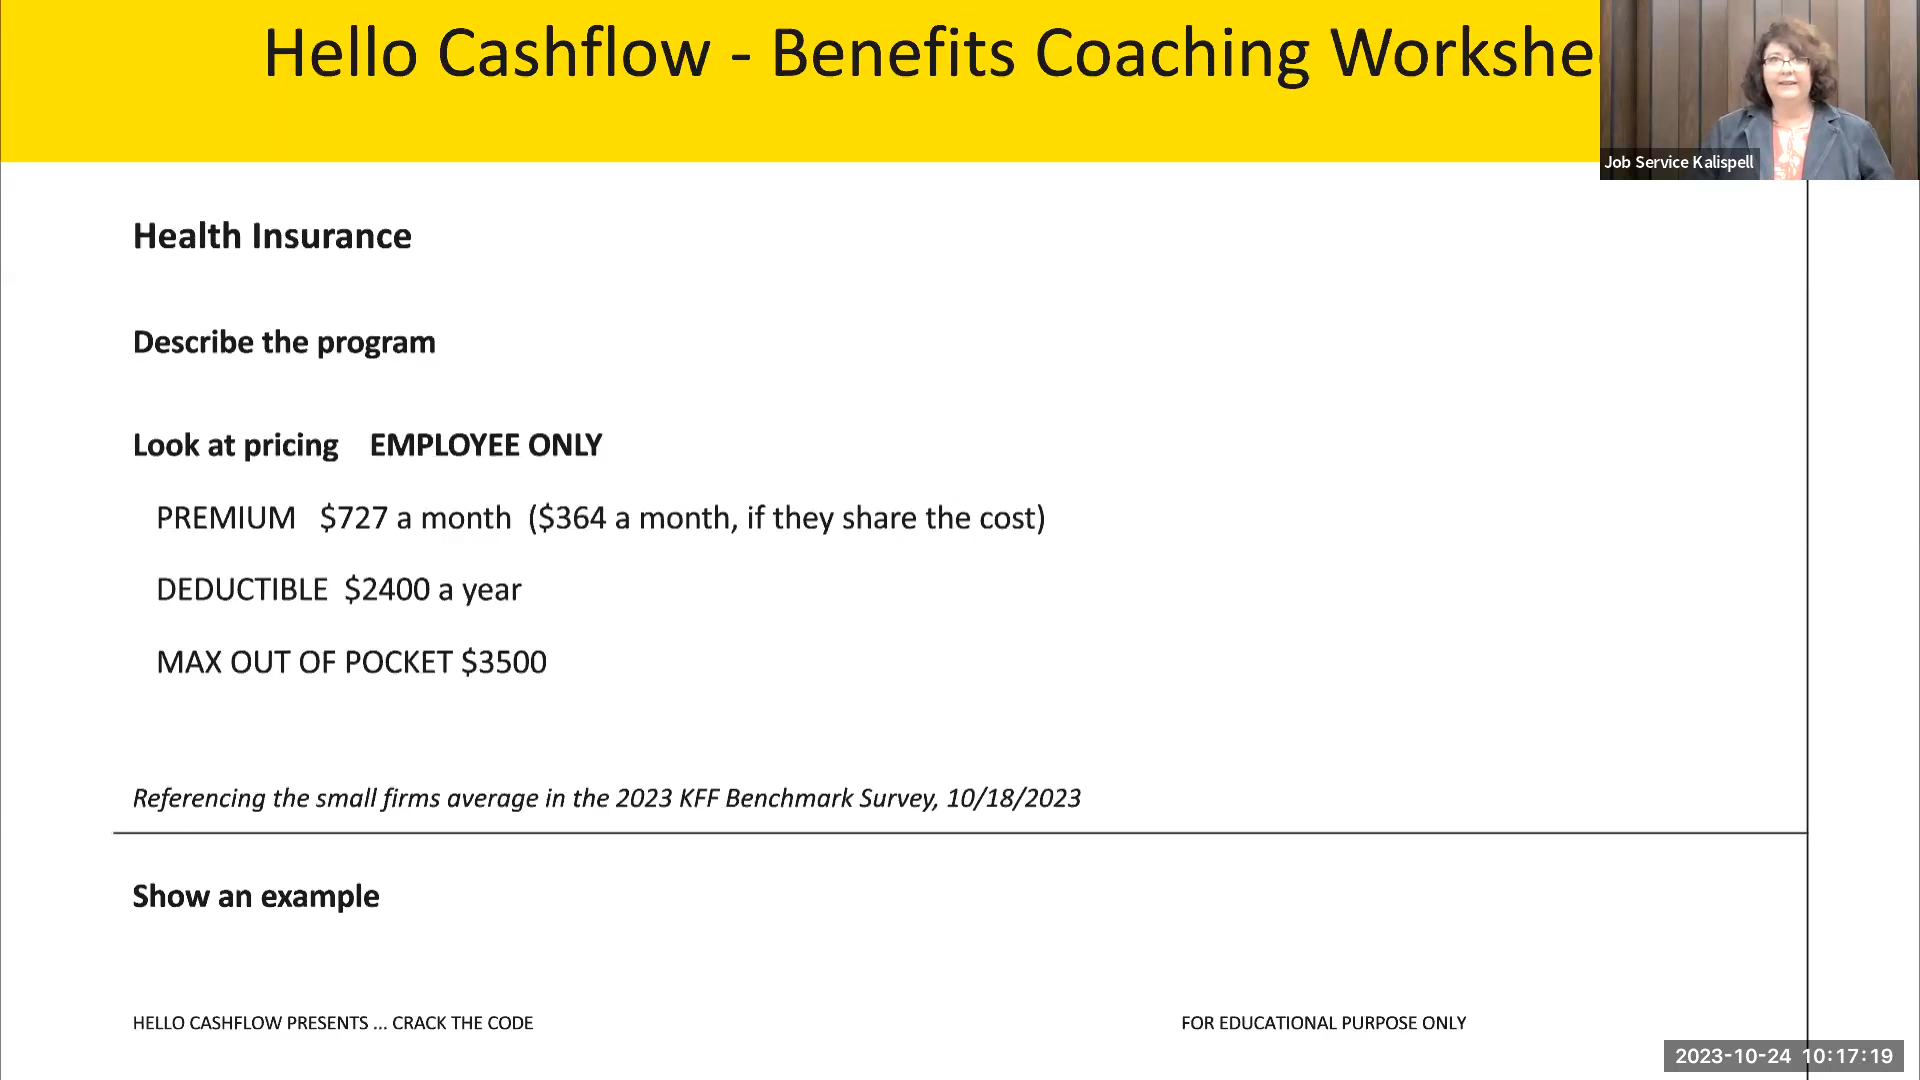 Hello Cashflow - Benefits Coaching Workshe
Job Service Kalispell
Health Insurance
Describe the program
Look at pricing EMPLOYEE ONLY
PREMIUM $727 a month ($364 a month, if they share the cost)
DEDUCTIBLE $2400 a year
MAX OUT OF POCKET $3500
Referencing the small firms average in the 2023 KFF Benchmark Survey, 10/18/2023
Show an example
HELLO CASHFLOW PRESENTS ... CRACK THE CODE
FOR EDUCATIONAL PURPOSE ONLY
2023-10-24 10:17:19